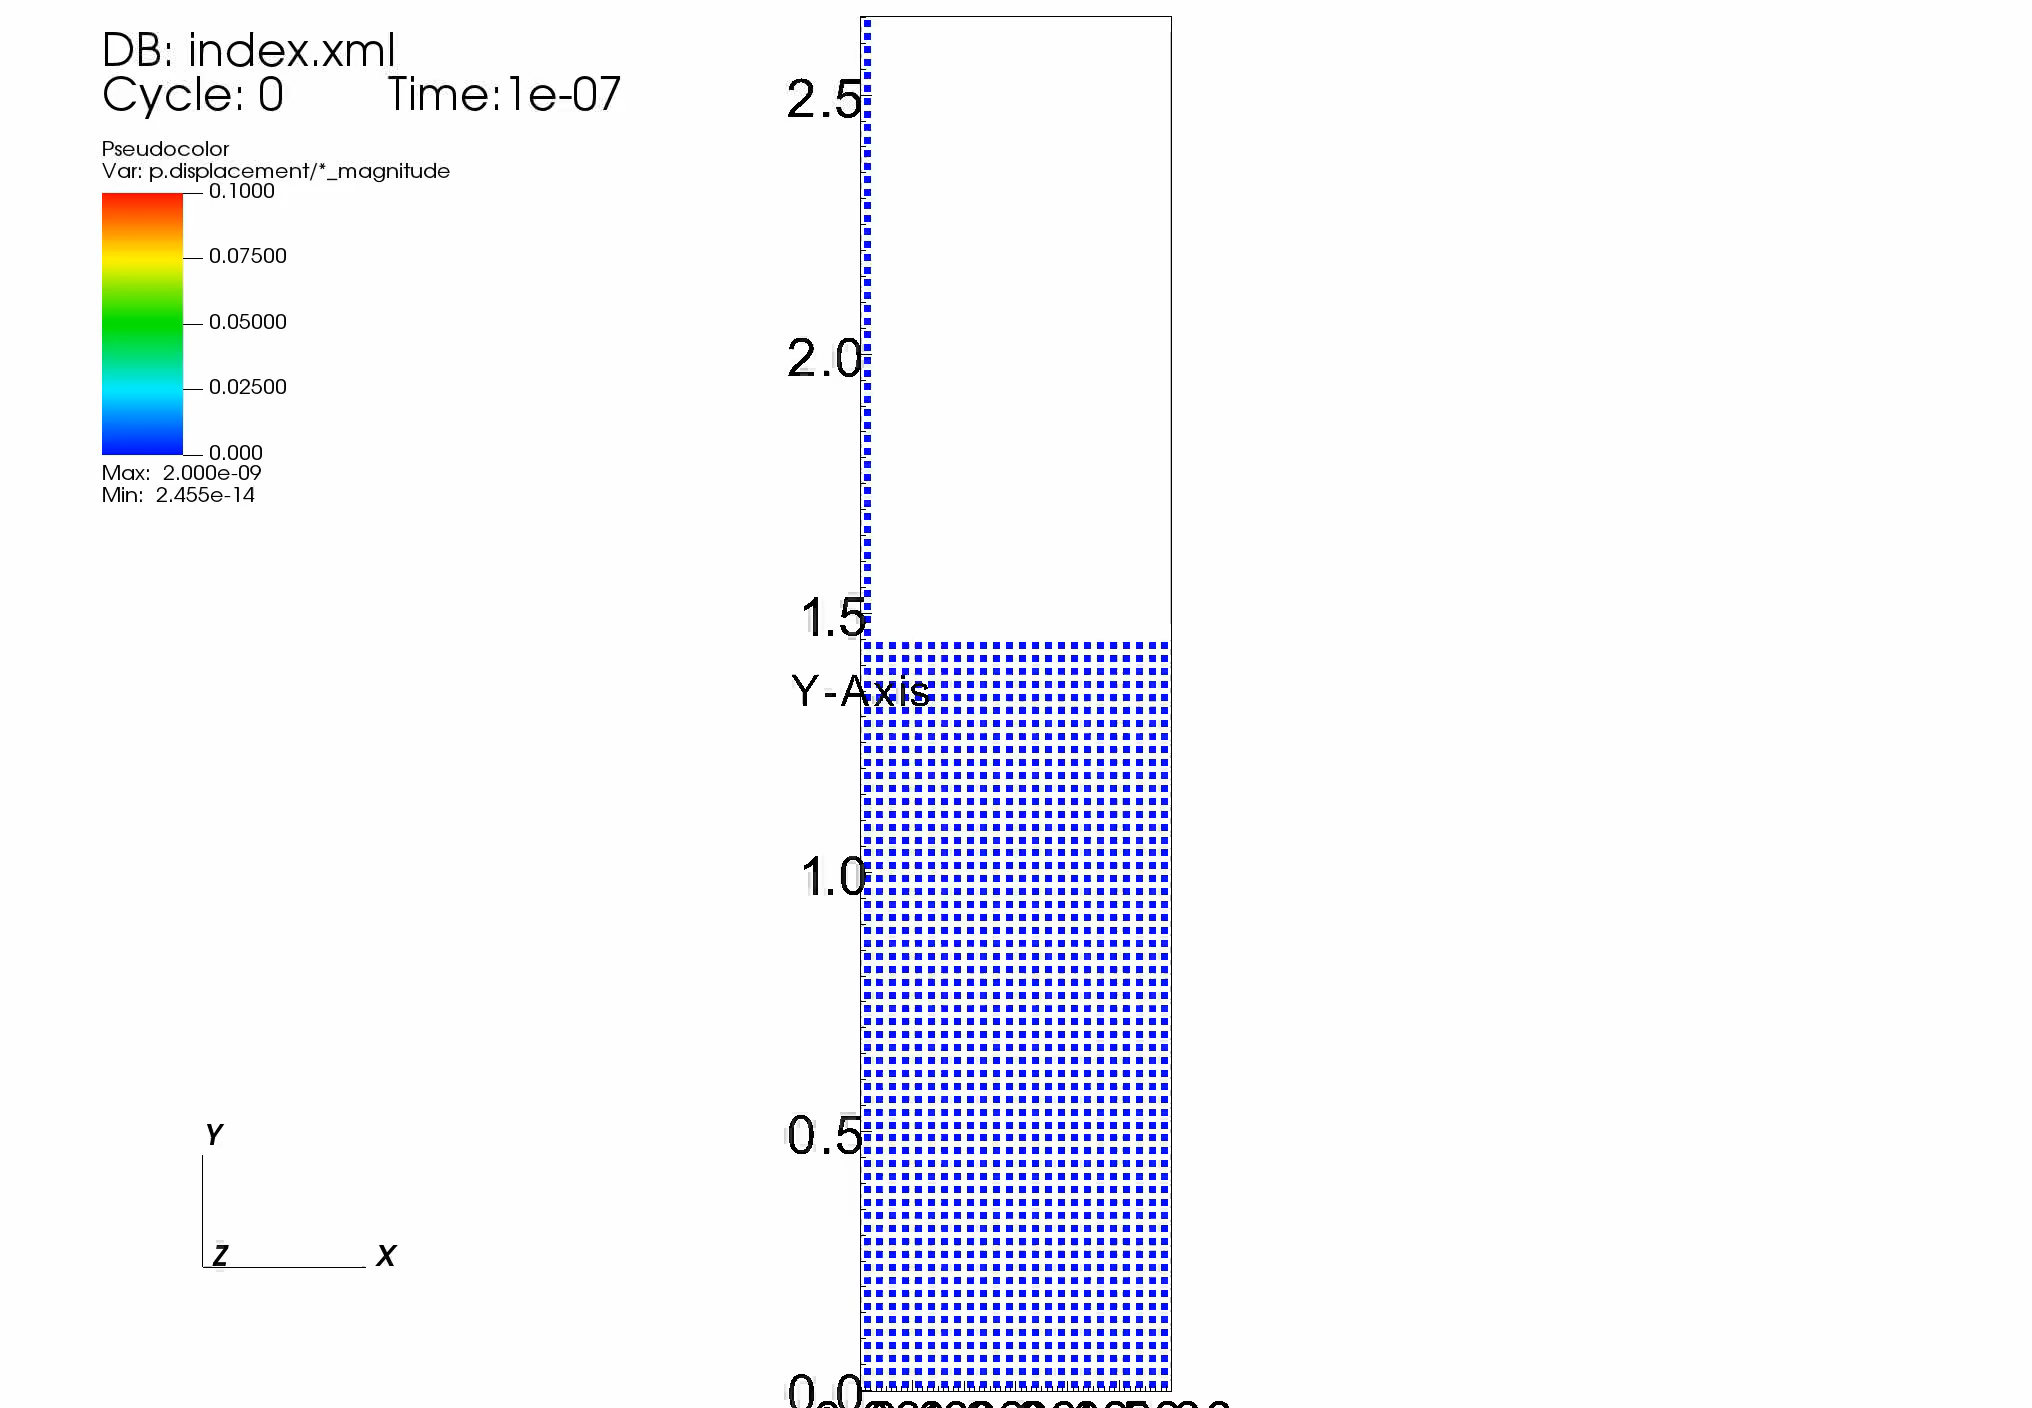 DB: index.xml
Cycle: 0 Time:1e-07
Pseudocolor
Var: p.displacement/*_magnitude
0.1000
0.07500
0.05000
0.02500
0.000
Max: 2.000e-09
Min: 2.455e-14
2.5
2.0
1.5
Y-Axis
1.0
0.5
0.0
Y
Z X